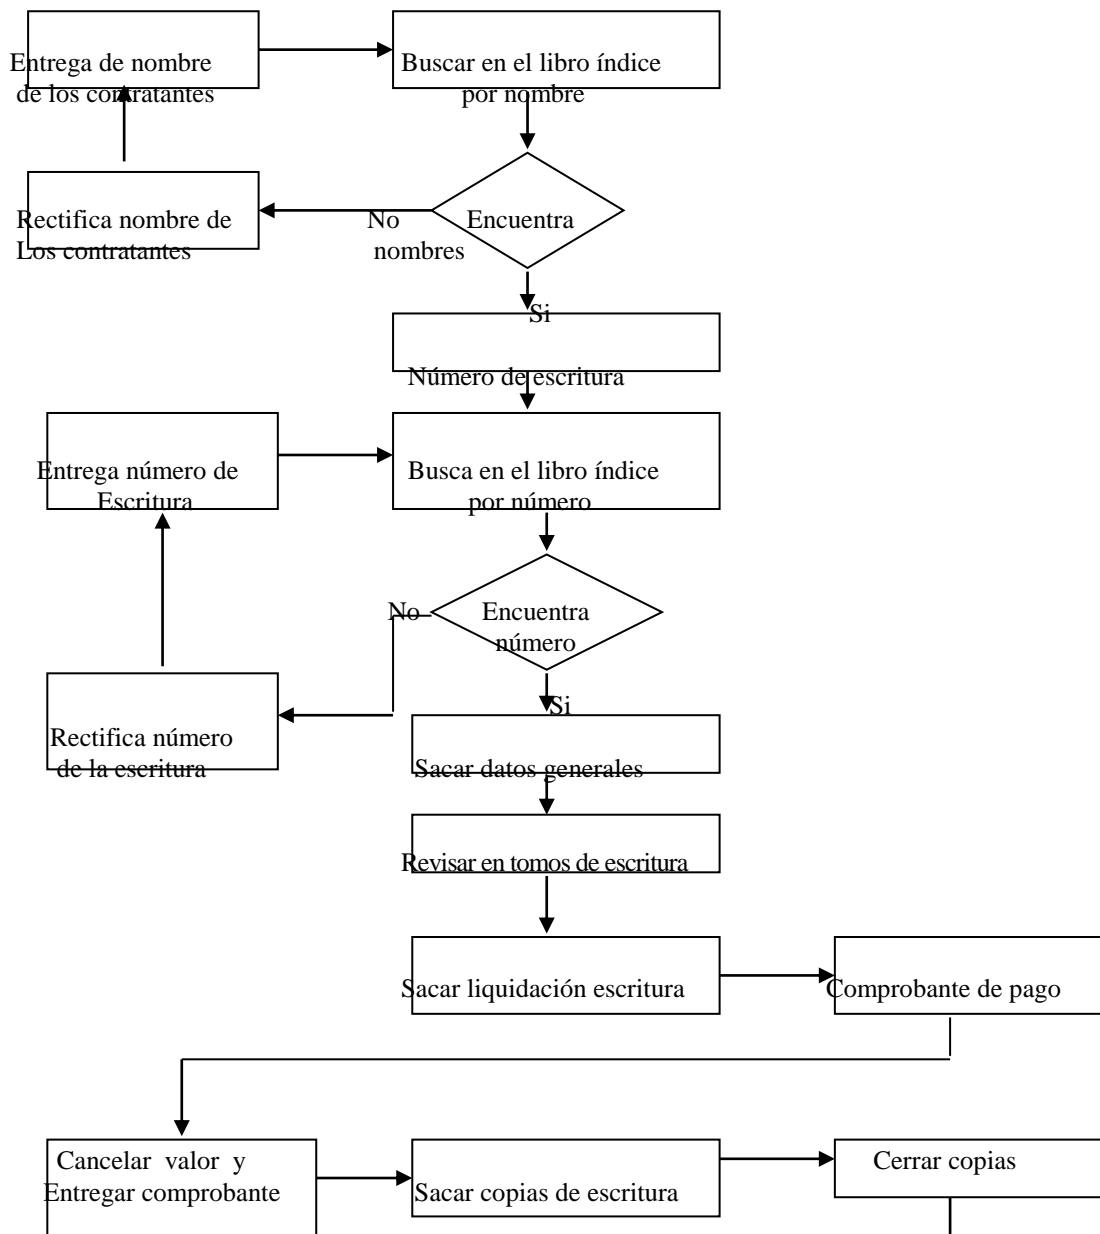 Entrega de nombre
de los contratantes
Buscar en el libro índice
por nombre
Rectifica nombre de
Los contratantes
No
nombres
Encuentra
Si
Número de escritura
Entrega número de
Escritura
Busca en el libro índice
por número
No
Encuentra
número
Si
Rectifica número
de la escritura
Sacar datos generales
Revisar en tomos de escritura
Sacar liquidación escritura
Comprobante de pago
Cancelar valor y
Entregar comprobante
Sacar copias de escritura
Cerrar copias